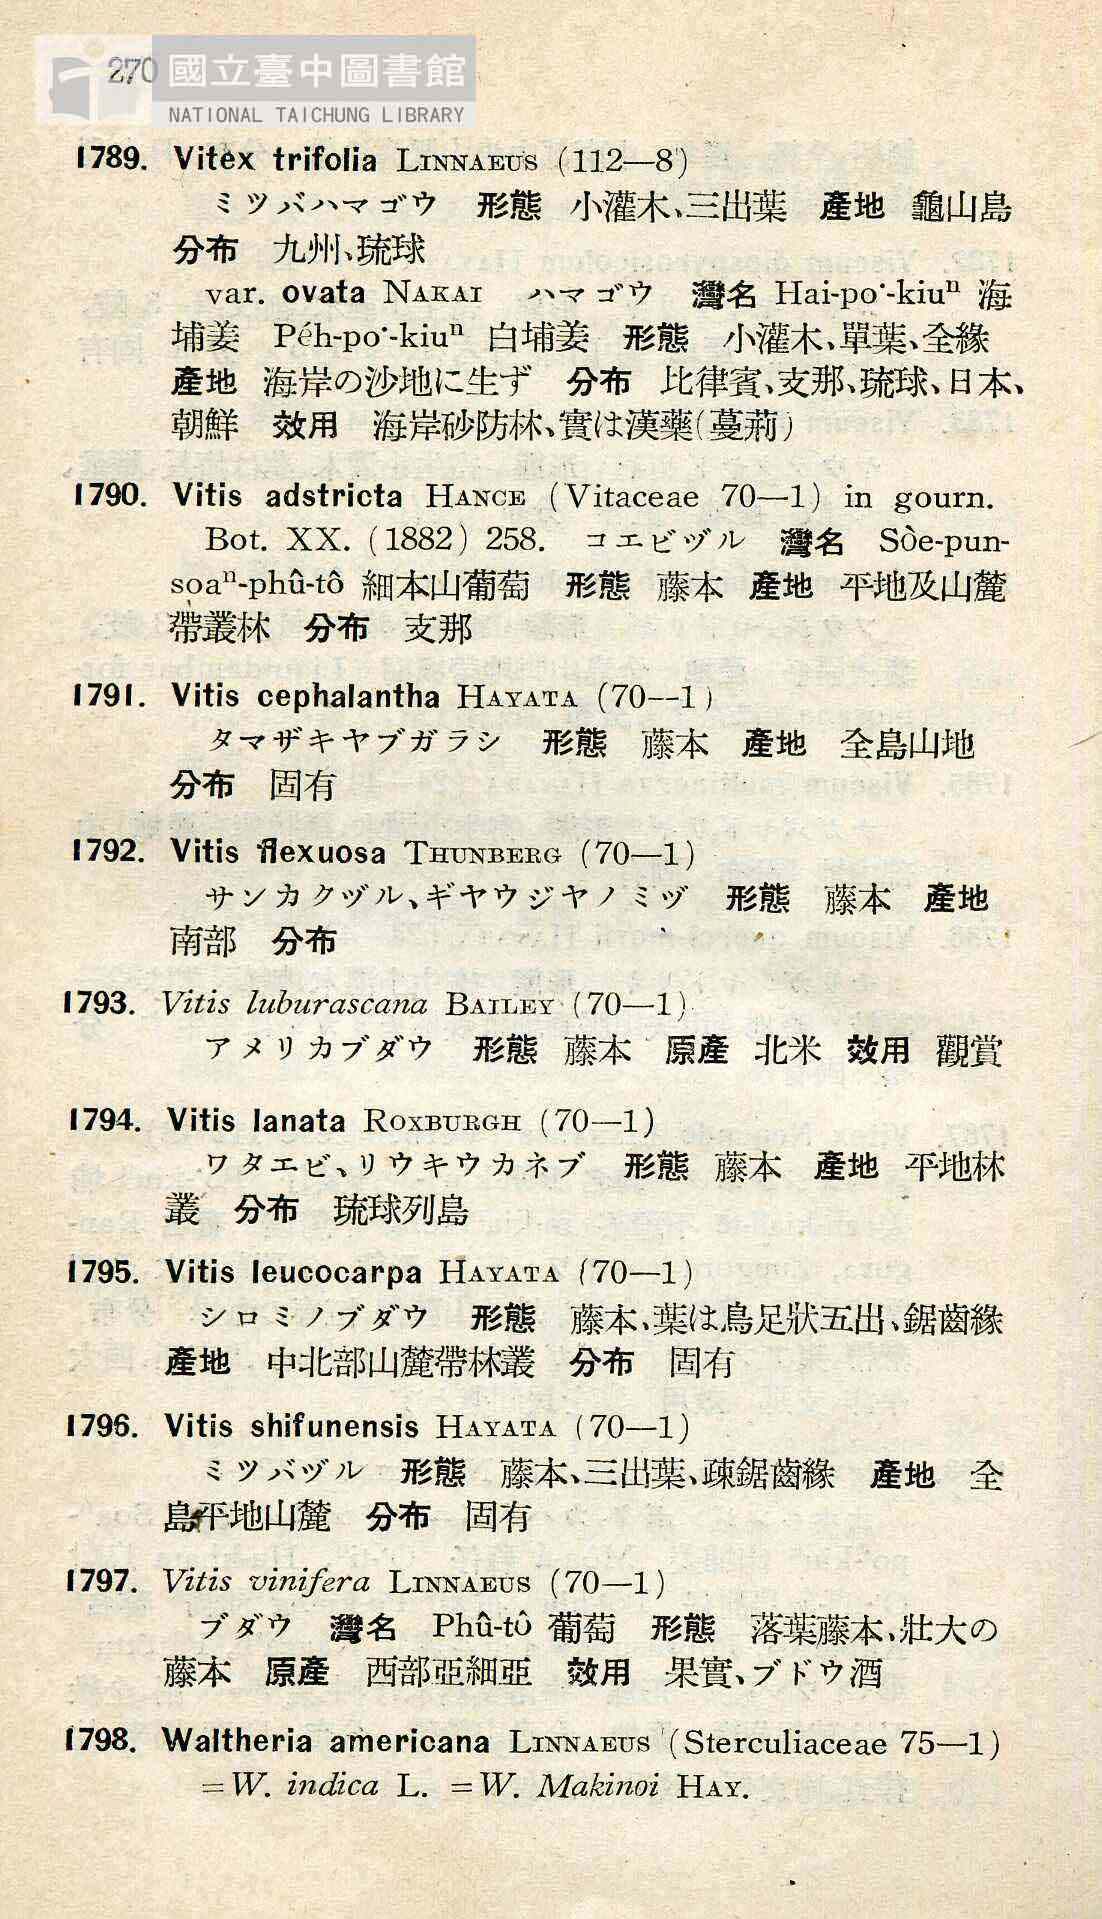 270 國立臺中圖書館
NATIONAL TAICHUNG LIBRARY
1789. Vitex trifolia LINNAEUS (112—8)
ミツバハマゴウ 形態 小灌木、三出葉 產地 龜山島
分布 九州、琉球
var. ovata NAKAI ハマゴウ 灣名 Hai-po͘-kiuⁿ 海
埔姜 Péh-po͘-kiuⁿ 白埔姜 形態 小灌木、單葉、全緣
產地 海岸の沙地に生ず 分布 比律賓、支那、琉球、日本、
朝鮮 效用 海岸砂防林、實は漢藥(蔓荊)
1790. Vitis adstricta HANCE (Vitaceae 70—1) in gourn.
Bot. XX. (1882) 258. コエビヅル 灣名 Sòe-pun-
soaⁿ-phû-tô 細本山葡萄 形態 藤本 產地 平地及山麓
帶叢林 分布 支那
1791. Vitis cephalantha HAYATA (70—1)
タマザキヤブガラシ 形態 藤本 產地 全島山地
分布 固有
1792. Vitis flexuosa THUNBERG (70—1)
サンカクヅル、ギヤウジヤノミヅ 形態 藤本 產地
南部 分布
1793. Vitis luburascana BAILEY (70—1)
アメリカブダウ 形態 藤本 原產 北米 效用 觀賞
1794. Vitis lanata ROXBURGH (70—1)
ワタエビ、リウキウカネブ 形態 藤本 產地 平地林
叢 分布 琉球列島
1795. Vitis leucocarpa HAYATA (70—1)
シロミノブダウ 形態 藤本、葉は鳥足狀五出、鋸齒緣
產地 中北部山麓帶林叢 分布 固有
1796. Vitis shifunensis HAYATA (70—1)
ミツバヅル 形態 藤本、三出葉、疎鋸齒緣 產地 全
島平地山麓 分布 固有
1797. Vitis vinifera LINNAEUS (70—1)
ブダウ 灣名 Phû-tô 葡萄 形態 落葉藤本、壯大の
藤本 原產 西部亞細亞 效用 果實、ブドウ酒
1798. Waltheria americana LINNAEUS (Sterculiaceae 75—1)
=W. indica L. =W. Makinoi HAY.